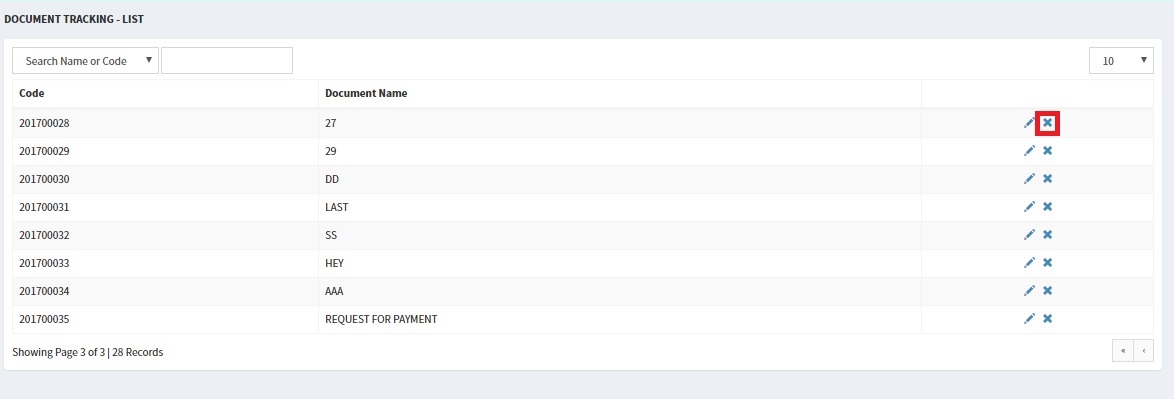 DOCUMENT TRACKING - LIST
Search Name or Code 10
Code Document Name
201700028 27
201700029 29
201700030 DD
201700031 LAST
201700032 SS
201700033 HEY
201700034 AAA
201700035 REQUEST FOR PAYMENT
Showing Page 3 of 3 | 28 Records « ‹